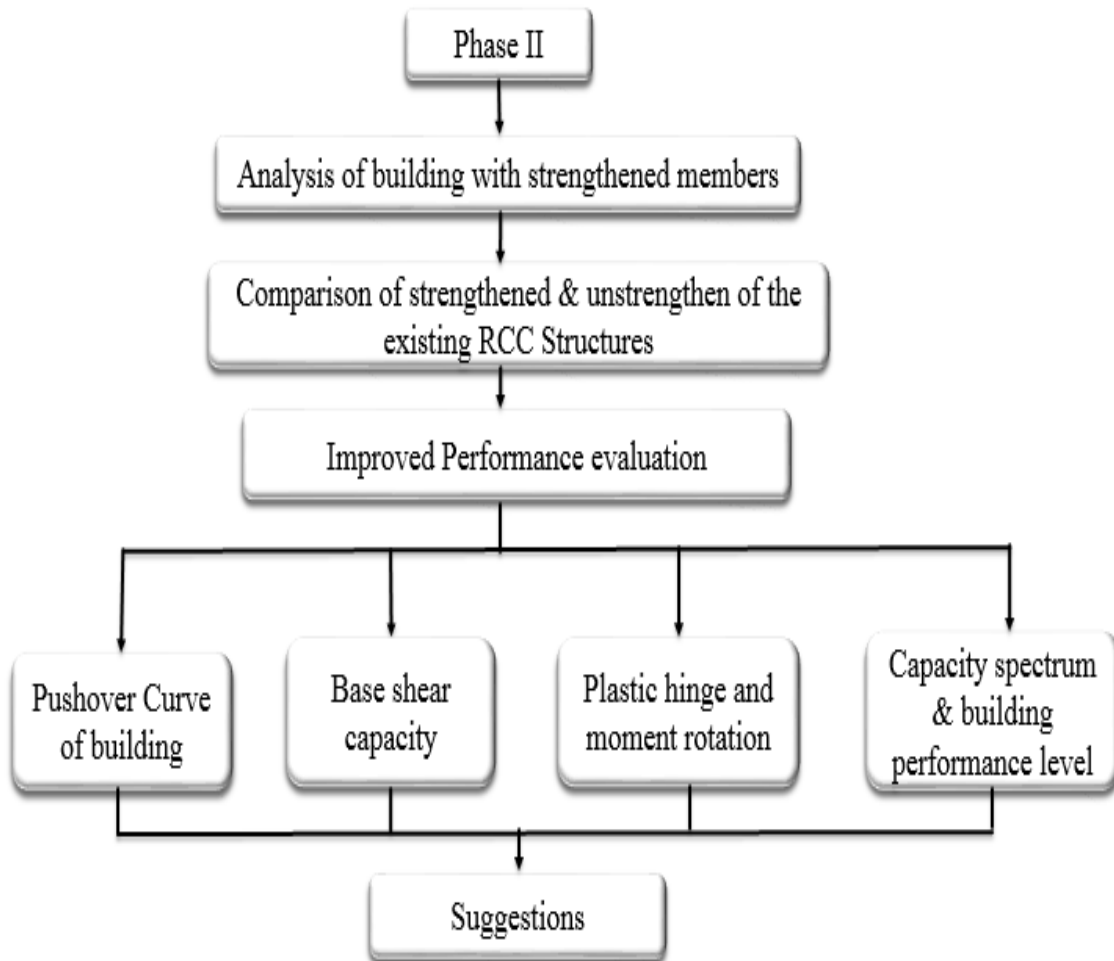 Phase II
Analysis of building with strengthened members
Comparison of strengthened & unstrengthen of the
existing RCC Structures
Improved Performance evaluation
Pushover Curve
of building
Base shear
capacity
Plastic hinge and
moment rotation
Capacity spectrum
& building
performance level
Suggestions